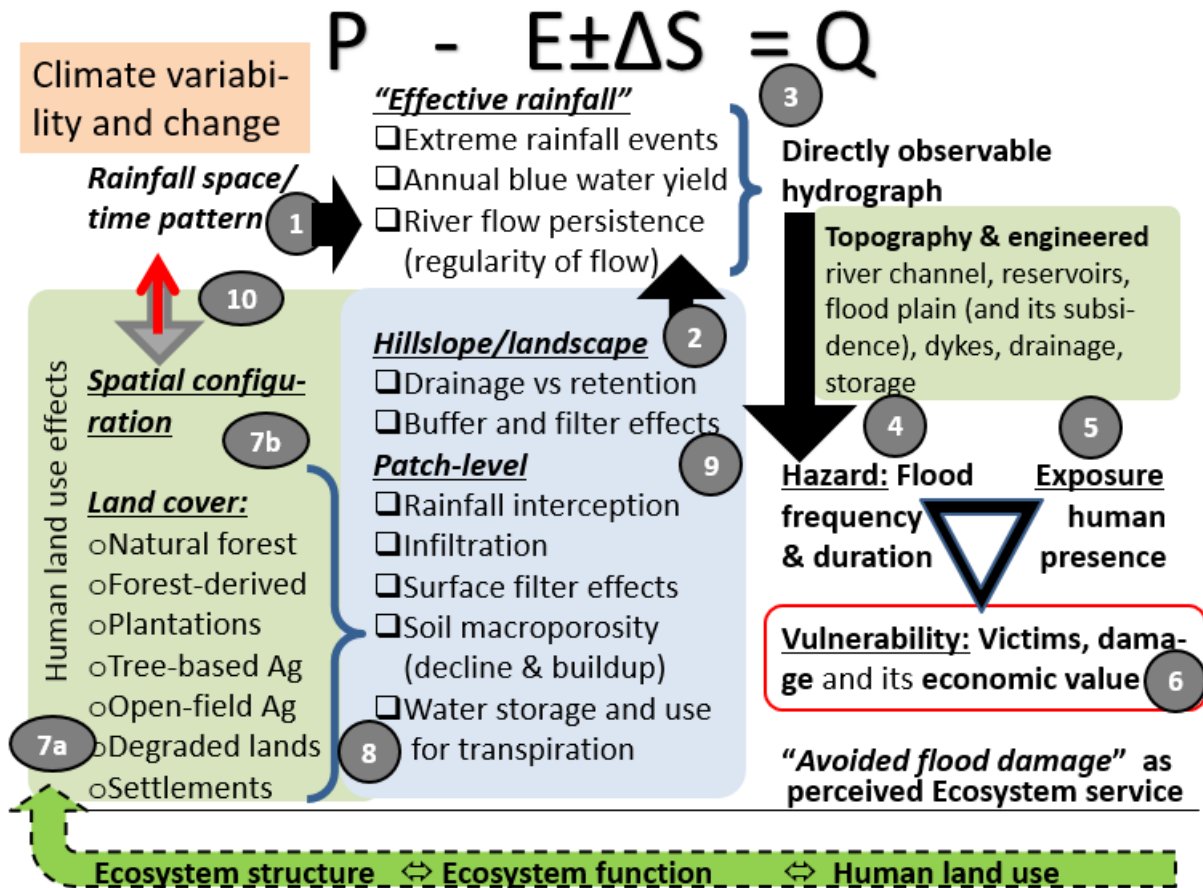 P - E±ΔS = Q
Climate variabi-
lity and change
Rainfall space/
time pattern
1
"Effective rainfall"
❑Extreme rainfall events
❑Annual blue water yield
❑River flow persistence
(regularity of flow)
3
Directly observable
hydrograph
Topography & engineered
river channel, reservoirs,
flood plain (and its subsi-
dence), dykes, drainage,
storage
10
2
Human land use effects
Spatial configu-
ration
7b
Land cover:
oNatural forest
oForest-derived
oPlantations
oTree-based Ag
oOpen-field Ag
oDegraded lands
oSettlements
7a
8
Hillslope/landscape
❑Drainage vs retention
❑Buffer and filter effects
9
Patch-level
❑Rainfall interception
❑Infiltration
❑Surface filter effects
❑Soil macroporosity
(decline & buildup)
❑Water storage and use
for transpiration
4
5
Hazard: Flood
frequency
& duration
Exposure
human
presence
Vulnerability: Victims, dama-
ge and its economic value
6
"Avoided flood damage" as
perceived Ecosystem service
Ecosystem structure ⇔ Ecosystem function ⇔ Human land use